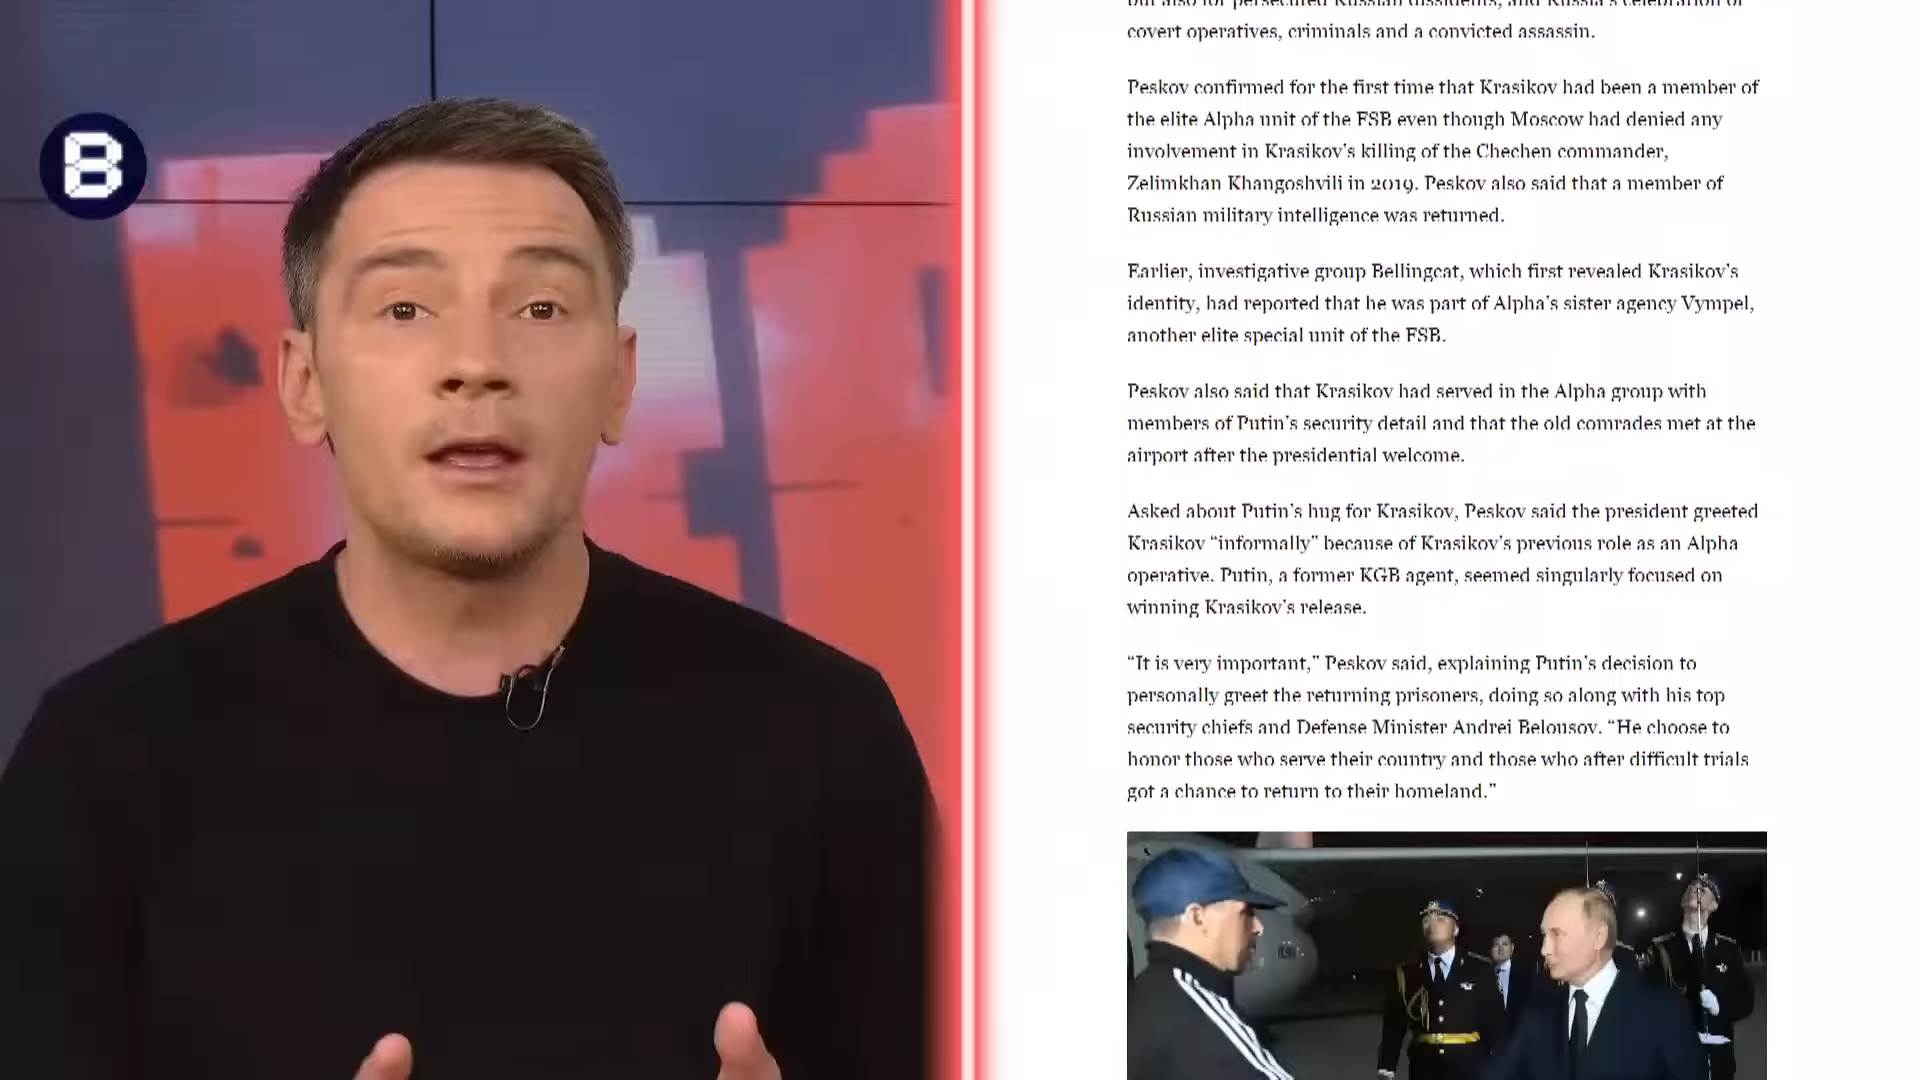 B
but also for persecuted Russian dissidents, and Russia's celebration of
covert operatives, criminals and a convicted assassin.
Peskov confirmed for the first time that Krasikov had been a member of
the elite Alpha unit of the FSB even though Moscow had denied any
involvement in Krasikov's killing of the Chechen commander,
Zelimkhan Khangoshvili in 2019. Peskov also said that a member of
Russian military intelligence was returned.
Earlier, investigative group Bellingcat, which first revealed Krasikov's
identity, had reported that he was part of Alpha's sister agency Vympel,
another elite special unit of the FSB.
Peskov also said that Krasikov had served in the Alpha group with
members of Putin's security detail and that the old comrades met at the
airport after the presidential welcome.
Asked about Putin's hug for Krasikov, Peskov said the president greeted
Krasikov “informally” because of Krasikov's previous role as an Alpha
operative. Putin, a former KGB agent, seemed singularly focused on
winning Krasikov's release.
“It is very important,” Peskov said, explaining Putin's decision to
personally greet the returning prisoners, doing so along with his top
security chiefs and Defense Minister Andrei Belousov. “He choose to
honor those who serve their country and those who after difficult trials
got a chance to return to their homeland.”